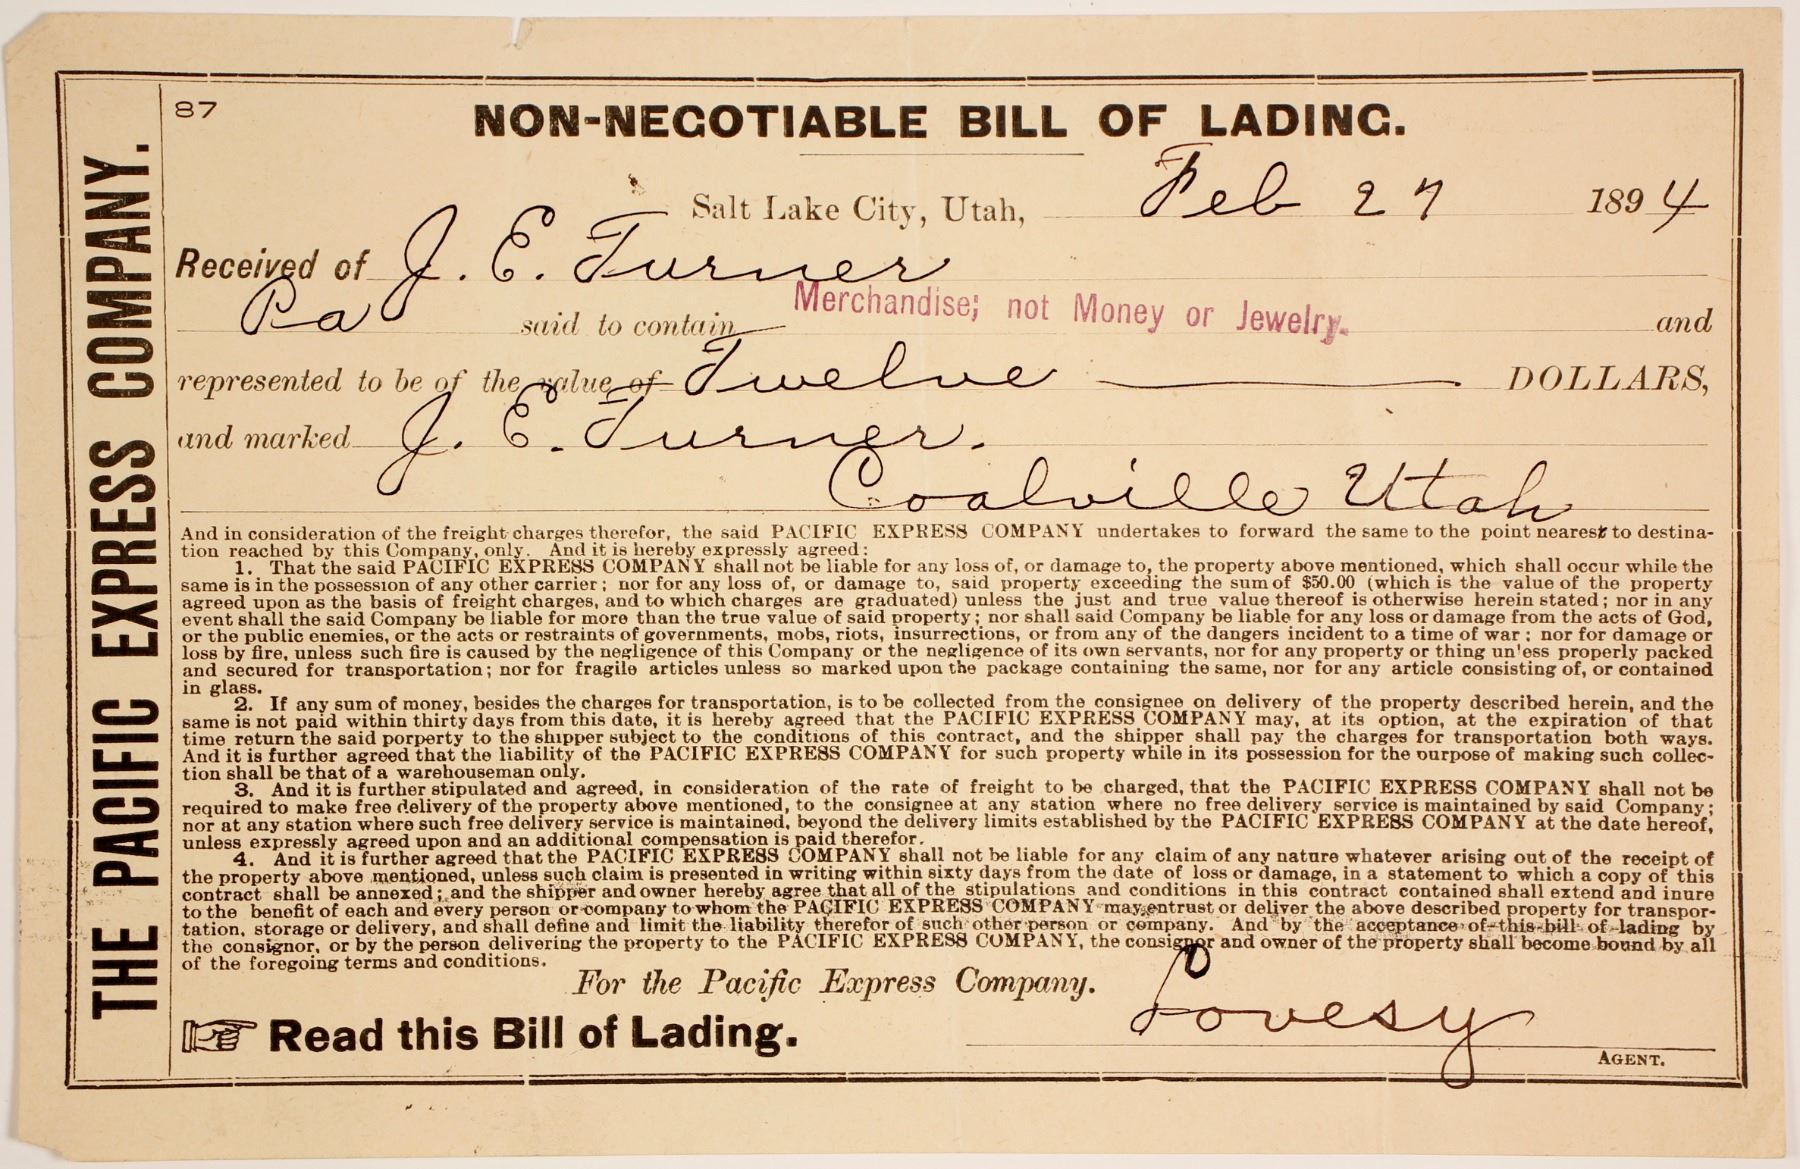 THE PACIFIC EXPRESS COMPANY.
87
NON-NEGOTIABLE BILL OF LADING.
Salt Lake City, Utah, Feb 27 1894
Received of J. E. Turner
Pa said to contain Merchandise; not Money or Jewelry. and
represented to be of the value of Twelve DOLLARS,
and marked J. E. Turner.
Coalville Utah
And in consideration of the freight charges therefor, the said PACIFIC EXPRESS COMPANY undertakes to forward the same to the point nearest to destina-
tion reached by this Company, only. And it is hereby expressly agreed:
1. That the said PACIFIC EXPRESS COMPANY shall not be liable for any loss of, or damage to, the property above mentioned, which shall occur while the
same is in the possession of any other carrier; nor for any loss of, or damage to, said property exceeding the sum of $50.00 (which is the value of the property
agreed upon as the basis of freight charges, and to which charges are graduated) unless the just and true value thereof is otherwise herein stated; nor in any
event shall the said Company be liable for more than the true value of said property; nor shall said Company be liable for any loss or damage from the acts of God,
or the public enemies, or the acts or restraints of governments, mobs, riots, insurrections, or from any of the dangers incident to a time of war; nor for damage or
loss by fire, unless such fire is caused by the negligence of this Company or the negligence of its own servants, nor for any property or thing un'ess properly packed
and secured for transportation; nor for fragile articles unless so marked upon the package containing the same, nor for any article consisting of, or contained
in glass.
2. If any sum of money, besides the charges for transportation, is to be collected from the consignee on delivery of the property described herein, and the
same is not paid within thirty days from this date, it is hereby agreed that the PACIFIC EXPRESS COMPANY may, at its option, at the expiration of that
time return the said porperty to the shipper subject to the conditions of this contract, and the shipper shall pay the charges for transportation both ways.
And it is further agreed that the liability of the PACIFIC EXPRESS COMPANY for such property while in its possession for the purpose of making such collec-
tion shall be that of a warehouseman only.
3. And it is further stipulated and agreed, in consideration of the rate of freight to be charged, that the PACIFIC EXPRESS COMPANY shall not be
required to make free delivery of the property above mentioned, to the consignee at any station where no free delivery service is maintained by said Company;
nor at any station where such free delivery service is maintained, beyond the delivery limits established by the PACIFIC EXPRESS COMPANY at the date hereof,
unless expressly agreed upon and an additional compensation is paid therefor.
4. And it is further agreed that the PACIFIC EXPRESS COMPANY shall not be liable for any claim of any nature whatever arising out of the receipt of
the property above mentioned, unless such claim is presented in writing within sixty days from the date of loss or damage, in a statement to which a copy of this
contract shall be annexed; and the shipper and owner hereby agree that all of the stipulations and conditions in this contract contained shall extend and inure
to the benefit of each and every person or company to whom the PACIFIC EXPRESS COMPANY may entrust or deliver the above described property for transpor-
tation, storage or delivery, and shall define and limit the liability therefor of such other person or company. And by the acceptance of this bill of lading by
the consignor, or by the person delivering the property to the PACIFIC EXPRESS COMPANY, the consignor and owner of the property shall become bound by all
of the foregoing terms and conditions.
For the Pacific Express Company.
Lovesy
Read this Bill of Lading.
AGENT.